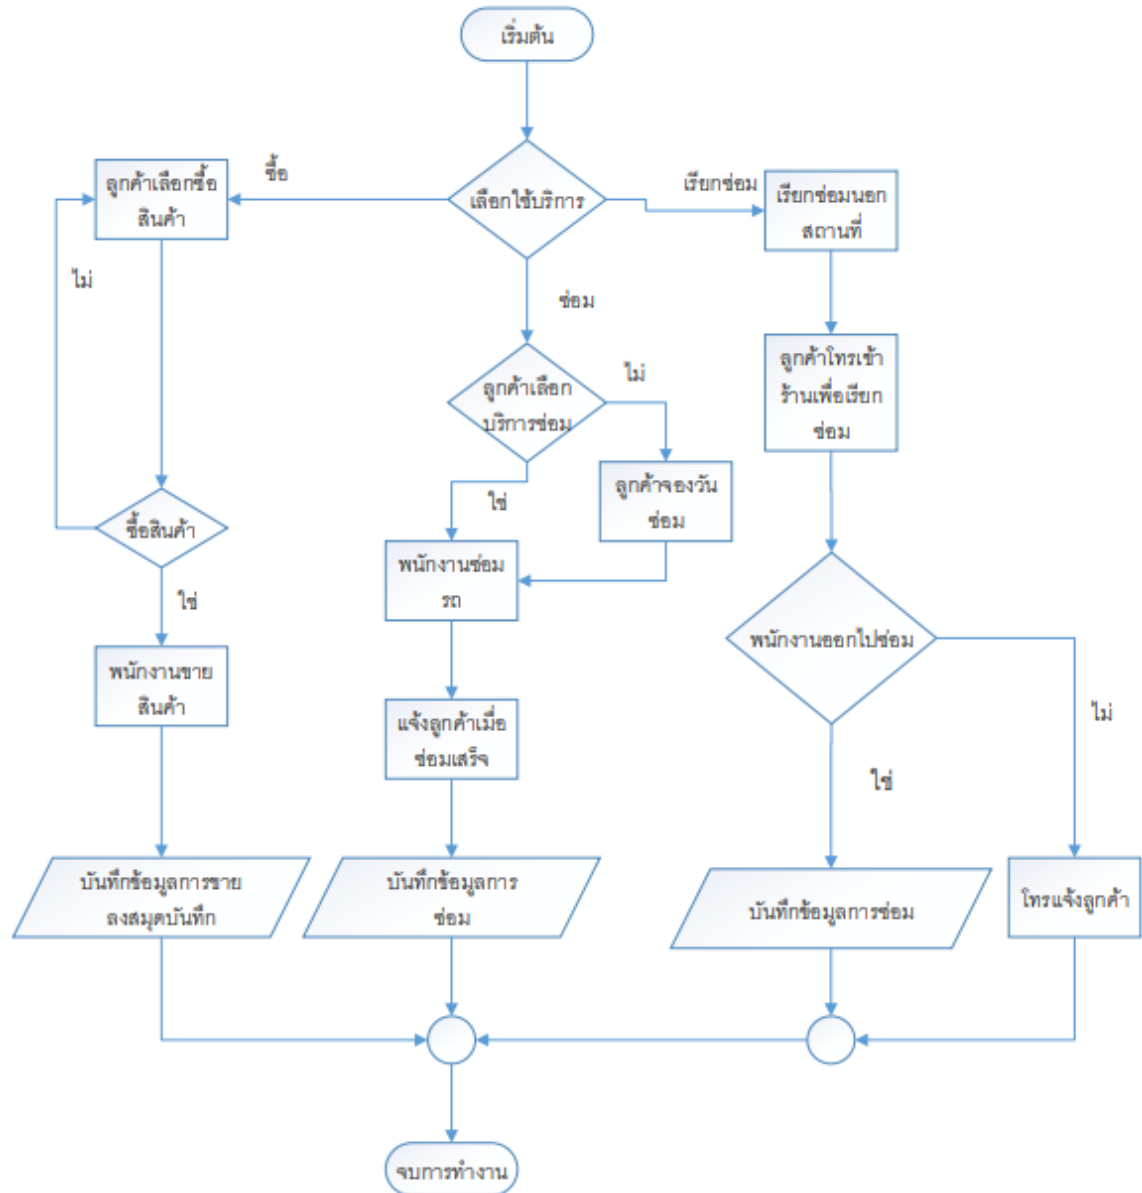 เริ่มต้น
ลูกค้าเลือกซื้อ
สินค้า
ซื้อ
เลือกใช้บริการ
เรียกซ่อม
เรียกซ่อมนอก
สถานที่
ไม่
ซ่อม
ลูกค้าเลือก
บริการซ่อม
ไม่
ลูกค้าโทรเข้า
ร้านเพื่อเรียก
ซ่อม
ซื้อสินค้า
ใช่
ลูกค้าจองวัน
ซ่อม
พนักงานซ่อม
รถ
ใช่
พนักงานออกไปซ่อม
พนักงานขาย
สินค้า
แจ้งลูกค้าเมื่อ
ซ่อมเสร็จ
ไม่
ใช่
บันทึกข้อมูลการขาย
ลงสมุดบันทึก
บันทึกข้อมูลการ
ซ่อม
บันทึกข้อมูลการซ่อม
โทรแจ้งลูกค้า
จบการทำงาน